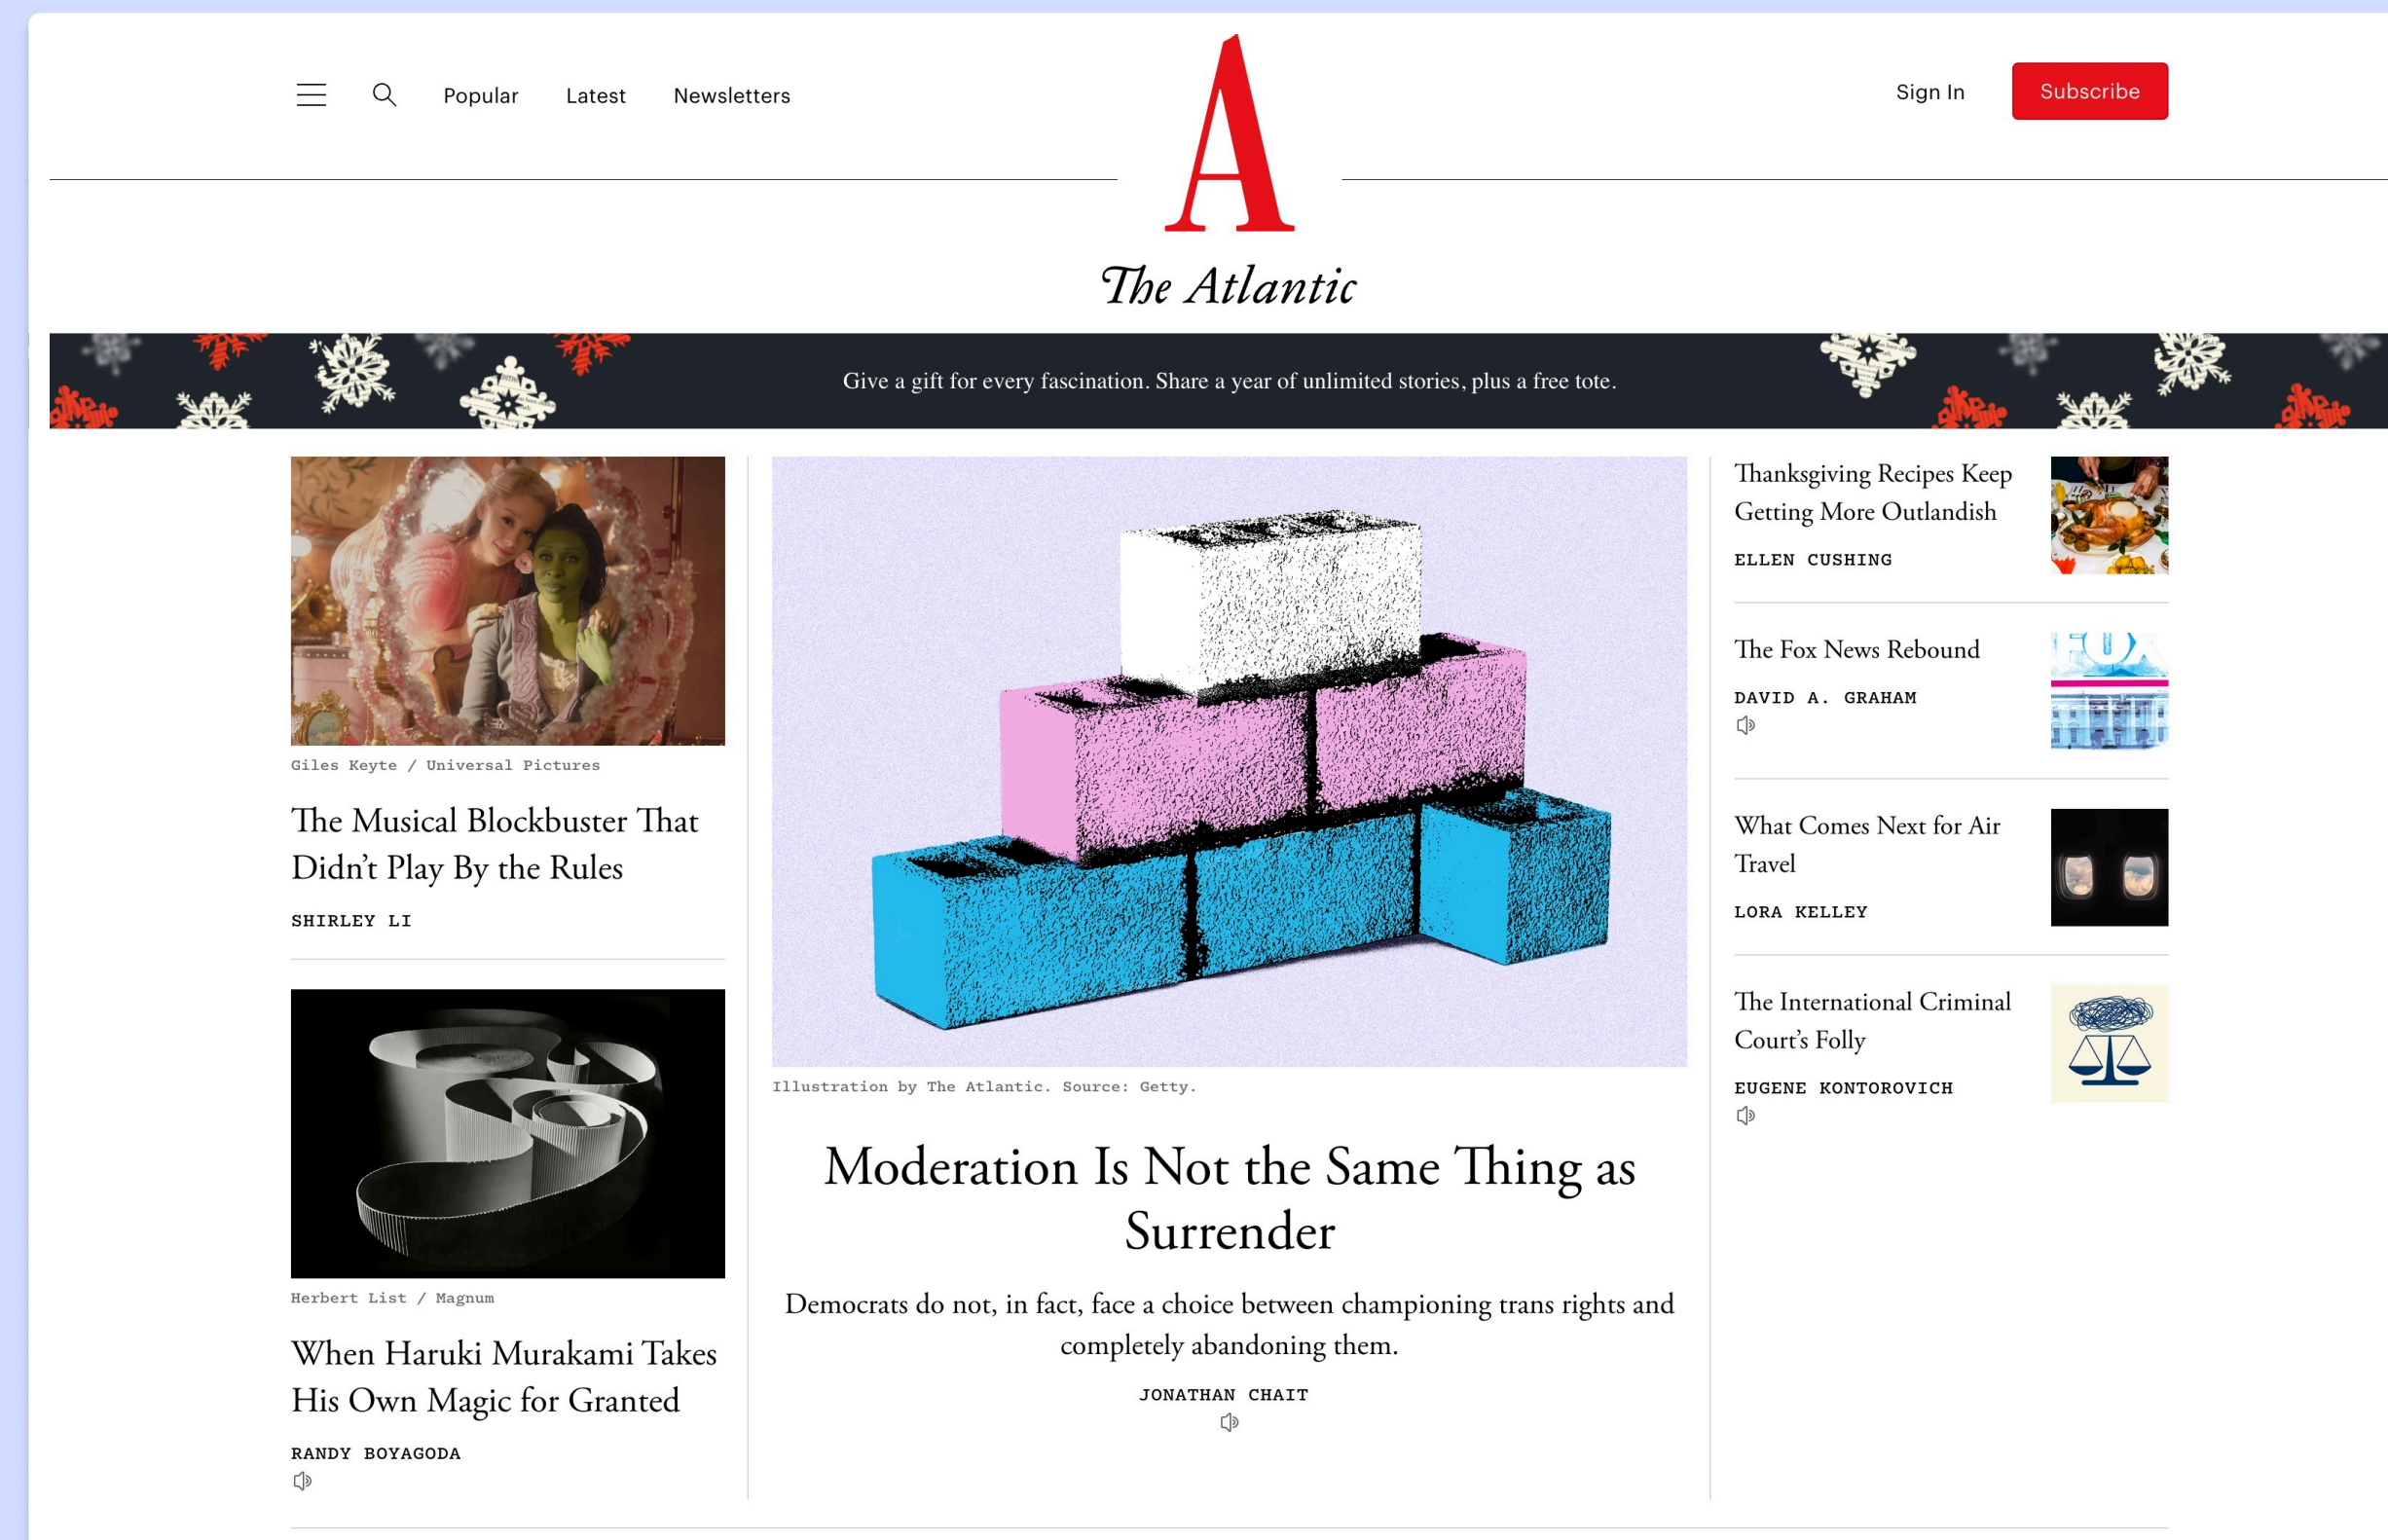 Popular
Latest
Newsletters
A
Sign In
Subscribe
The Atlantic
Give a gift for every fascination. Share a year of unlimited stories, plus a free tote.
Giles Keyte / Universal Pictures
The Musical Blockbuster That
Didn’t Play By the Rules
SHIRLEY LI
Herbert List / Magnum
When Haruki Murakami Takes
His Own Magic for Granted
RANDY BOYAGODA
Illustration by The Atlantic. Source: Getty.
Moderation Is Not the Same Thing as
Surrender
Democrats do not, in fact, face a choice between championing trans rights and
completely abandoning them.
JONATHAN CHAIT
Thanksgiving Recipes Keep
Getting More Outlandish
ELLEN CUSHING
The Fox News Rebound
DAVID A. GRAHAM
FOX
What Comes Next for Air
Travel
LORA KELLEY
The International Criminal
Court’s Folly
EUGENE KONTOROVICH